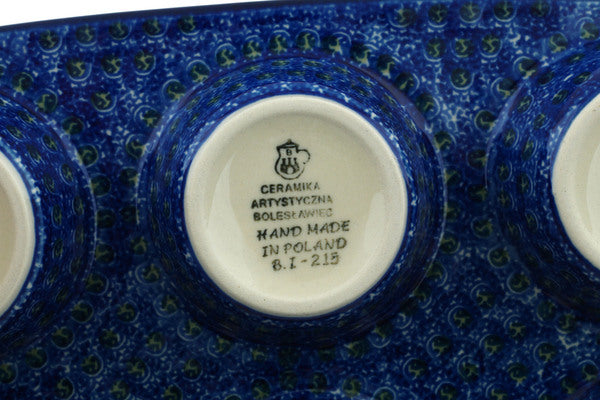 B
CERAMIKA
ARTYSTYCZNA
BOLESŁAWIEC
HAND MADE
IN POLAND
B.I-215